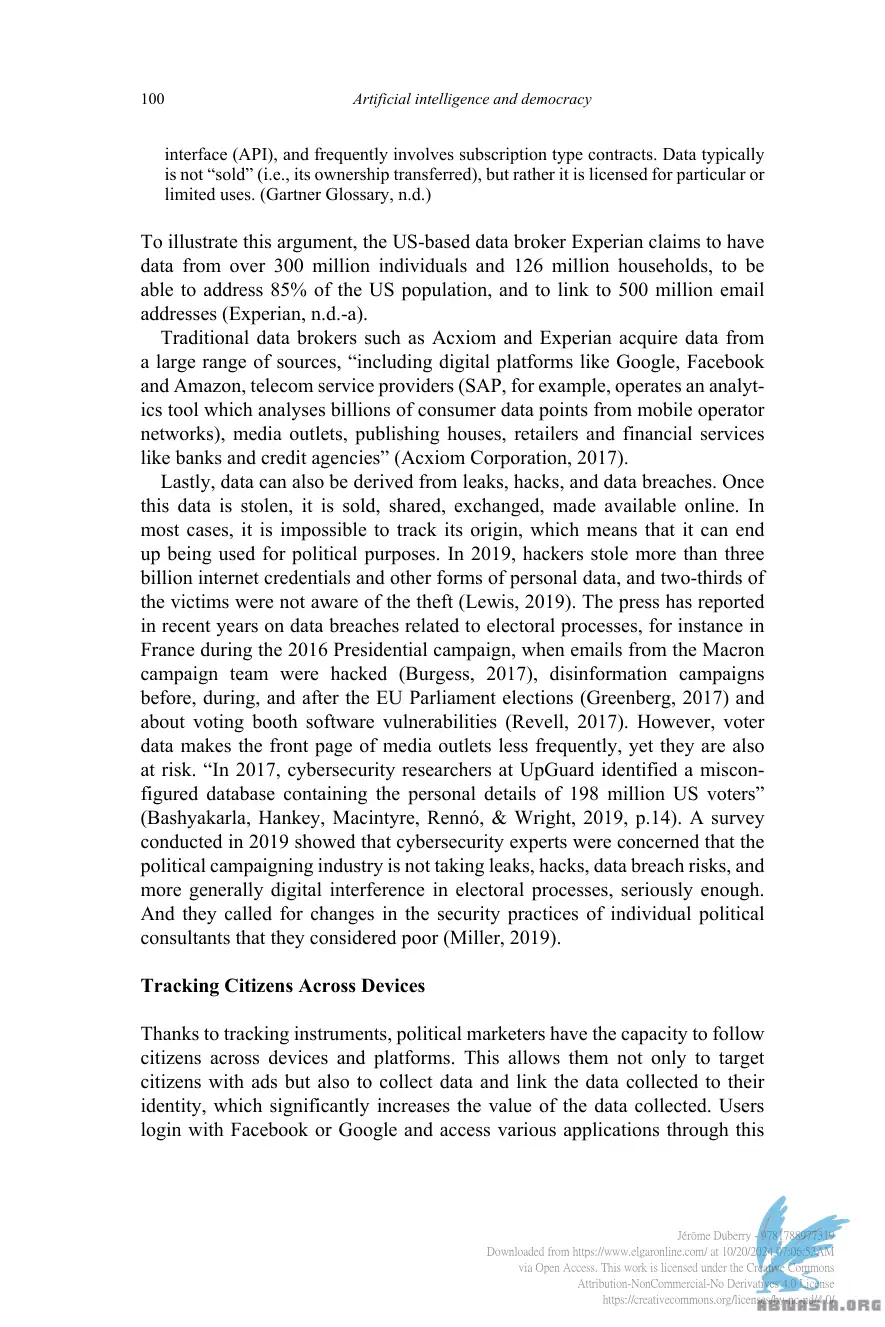 100
Artificial intelligence and democracy
interface (API), and frequently involves subscription type contracts. Data typically
is not “sold” (i.e., its ownership transferred), but rather it is licensed for particular or
limited uses. (Gartner Glossary, n.d.)
To illustrate this argument, the US-based data broker Experian claims to have
data from over 300 million individuals and 126 million households, to be
able to address 85% of the US population, and to link to 500 million email
addresses (Experian, n.d.-a).
Traditional data brokers such as Acxiom and Experian acquire data from
a large range of sources, “including digital platforms like Google, Facebook
and Amazon, telecom service providers (SAP, for example, operates an analyt-
ics tool which analyses billions of consumer data points from mobile operator
networks), media outlets, publishing houses, retailers and financial services
like banks and credit agencies” (Acxiom Corporation, 2017).
Lastly, data can also be derived from leaks, hacks, and data breaches. Once
this data is stolen, it is sold, shared, exchanged, made available online. In
most cases, it is impossible to track its origin, which means that it can end
up being used for political purposes. In 2019, hackers stole more than three
billion internet credentials and other forms of personal data, and two-thirds of
the victims were not aware of the theft (Lewis, 2019). The press has reported
in recent years on data breaches related to electoral processes, for instance in
France during the 2016 Presidential campaign, when emails from the Macron
campaign team were hacked (Burgess, 2017), disinformation campaigns
before, during, and after the EU Parliament elections (Greenberg, 2017) and
about voting booth software vulnerabilities (Revell, 2017). However, voter
data makes the front page of media outlets less frequently, yet they are also
at risk. “In 2017, cybersecurity researchers at UpGuard identified a miscon-
figured database containing the personal details of 198 million US voters”
(Bashyakarla, Hankey, Macintyre, Rennó, & Wright, 2019, p.14). A survey
conducted in 2019 showed that cybersecurity experts were concerned that the
political campaigning industry is not taking leaks, hacks, data breach risks, and
more generally digital interference in electoral processes, seriously enough.
And they called for changes in the security practices of individual political
consultants that they considered poor (Miller, 2019).
Tracking Citizens Across Devices
Thanks to tracking instruments, political marketers have the capacity to follow
citizens across devices and platforms. This allows them not only to target
citizens with ads but also to collect data and link the data collected to their
identity, which significantly increases the value of the data collected. Users
login with Facebook or Google and access various applications through this
Jérôme Duberry - 9781788977319
Downloaded from https://www.elgaronline.com/ at 10/20/2024 07:06:52AM
via Open Access. This work is licensed under the Creative Commons
Attribution-NonCommercial-No Derivatives 4.0 License
https://creativecommons.org/licenses/by-nc-nd/4.0/
ABNASIA.ORG